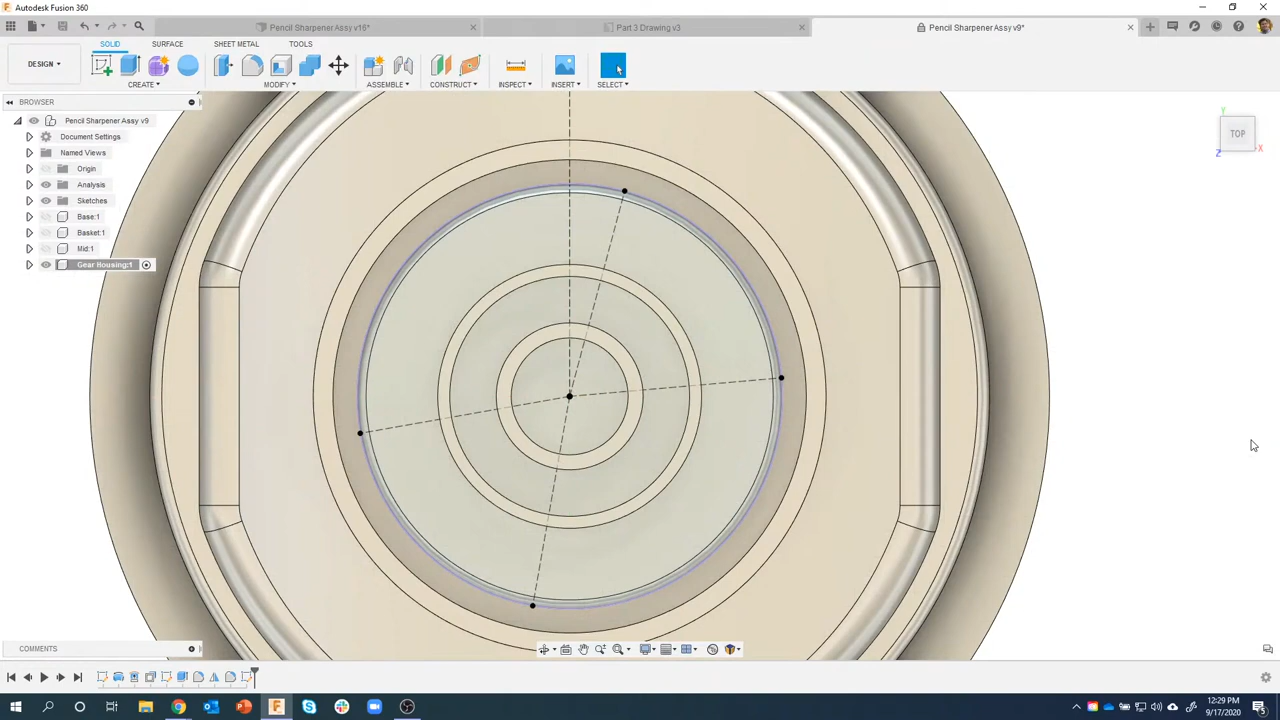 Autodesk Fusion 360
Pencil Sharpener Assy v16*
Part 3 Drawing v3
Pencil Sharpener Assy v9*
SOLID SURFACE SHEET METAL TOOLS
DESIGN
CREATE MODIFY ASSEMBLE CONSTRUCT INSPECT INSERT SELECT
BROWSER
Pencil Sharpener Assy v9
Document Settings
Named Views
Origin
Analysis
Sketches
Base:1
Basket:1
Mid:1
Gear Housing:1
Y
TOP
X
Z
COMMENTS
12:29 PM
9/17/2020